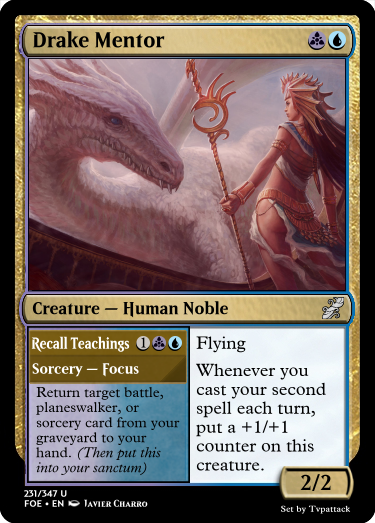 Drake Mentor
Creature — Human Noble
Recall Teachings 1
Sorcery — Focus
Return target battle,
planeswalker, or
sorcery card from your
graveyard to your
hand. (Then put this
into your sanctum)
Flying
Whenever you
cast your second
spell each turn,
put a +1/+1
counter on this
creature.
2/2
231/347 U
FOE • EN Javier Charro
Set by Tvpattack